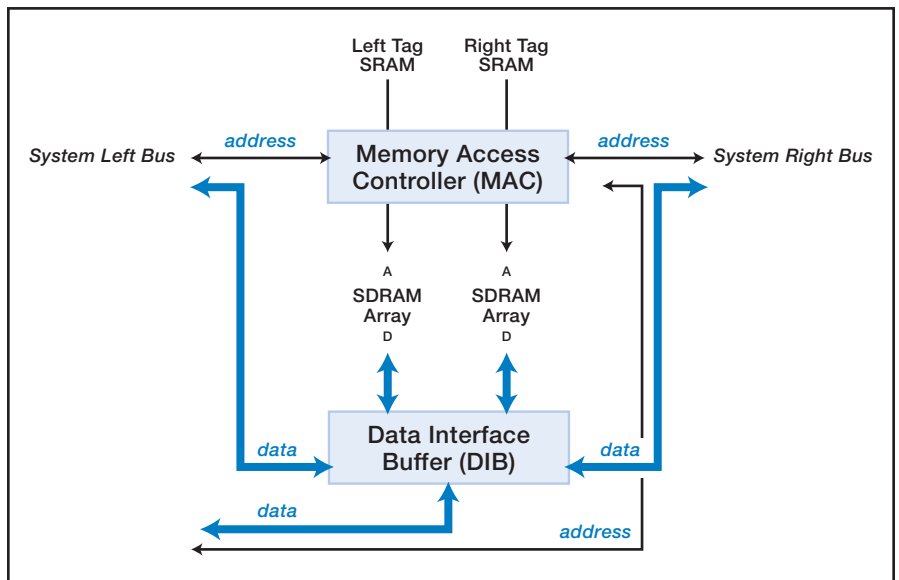 Left Tag
SRAM
Right Tag
SRAM
System Left Bus
address
Memory Access
Controller (MAC)
address
System Right Bus
A
SDRAM
Array
D
A
SDRAM
Array
D
data
Data Interface
Buffer (DIB)
data
data
address